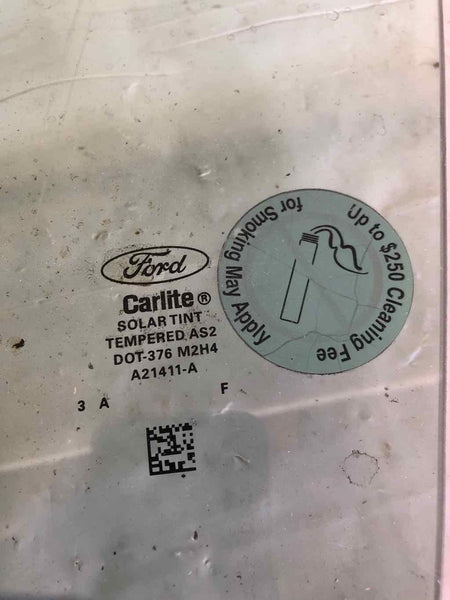 Ford
Carlite®
SOLAR TINT
TEMPERED AS2
DOT-376 M2H4
A21411-A
3 A F
Up to $250 Cleaning Fee
for Smoking May Apply